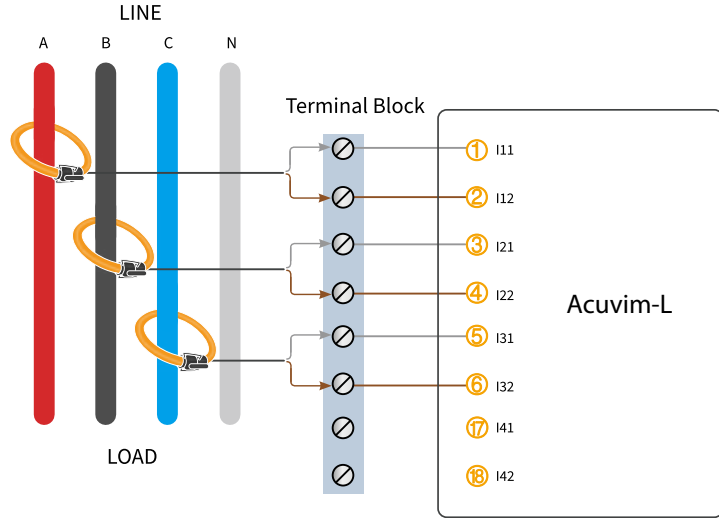 LINE
A B C N
Terminal Block
1 I11
2 I12
3 I21
4 I22
Acuvim-L
5 I31
6 I32
17 I41
LOAD
18 I42